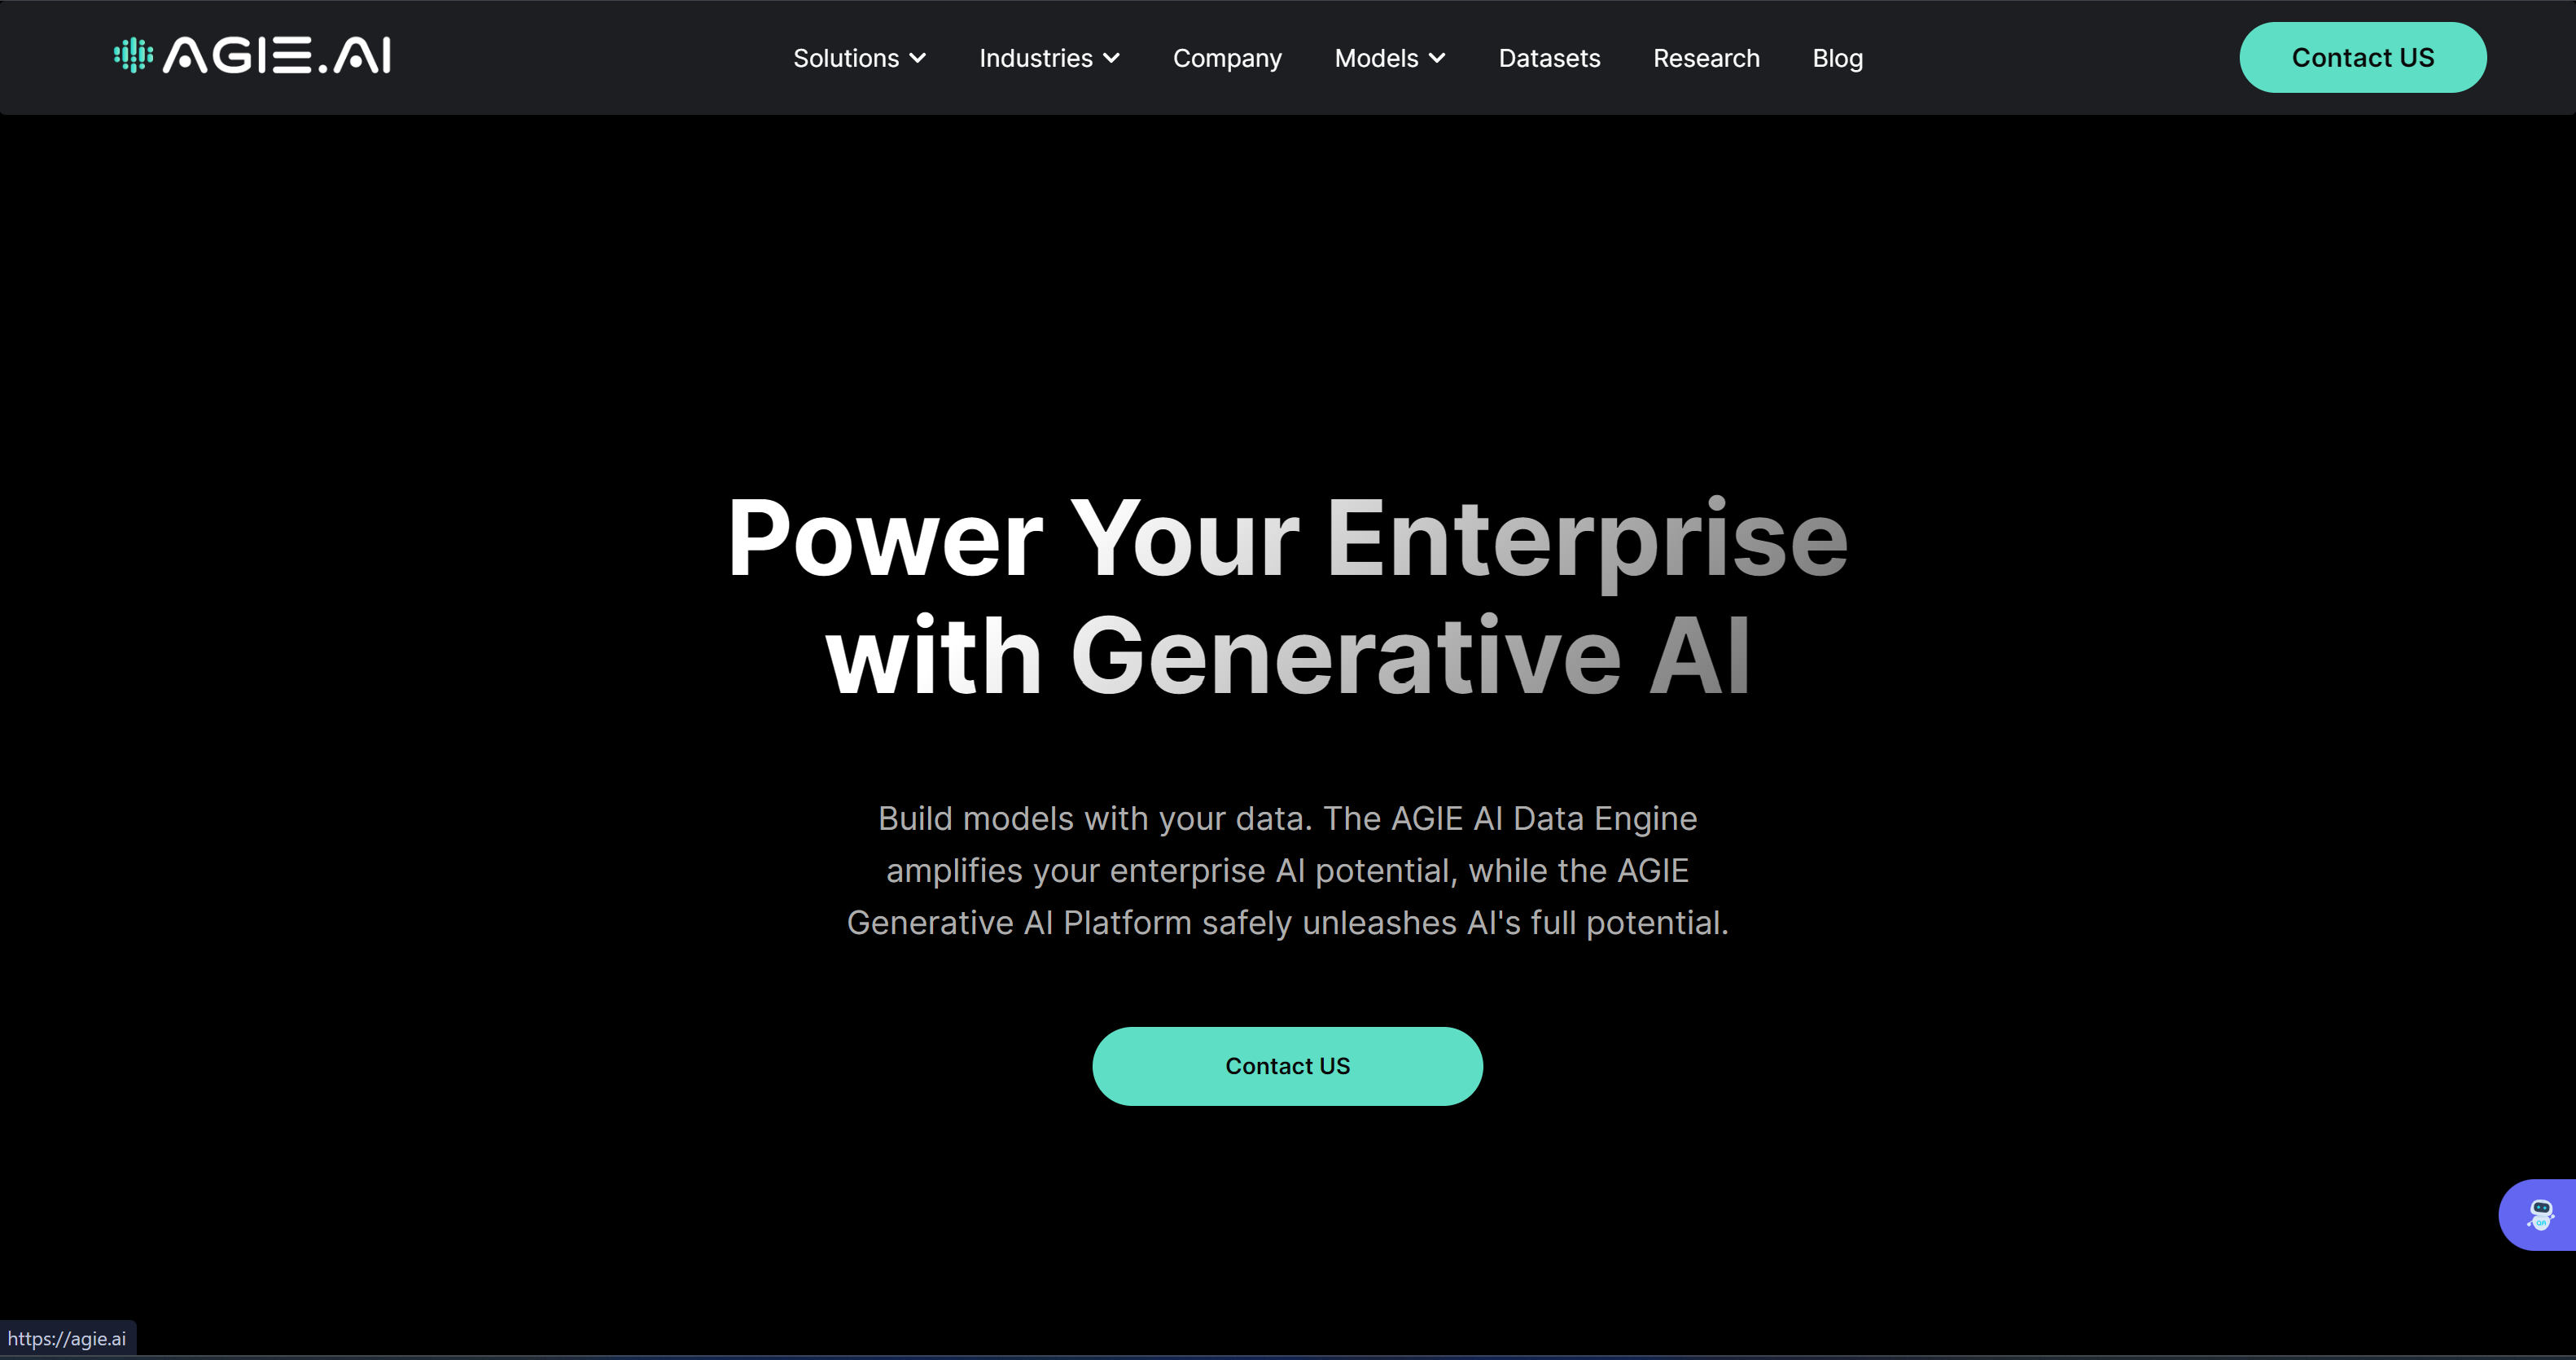 AGIE.AI
Solutions
Industries
Company
Models
Datasets
Research
Blog
Contact US
Power Your Enterprise
with Generative AI
Build models with your data. The AGIE AI Data Engine
amplifies your enterprise AI potential, while the AGIE
Generative AI Platform safely unleashes AI's full potential.
Contact US
https://agie.ai